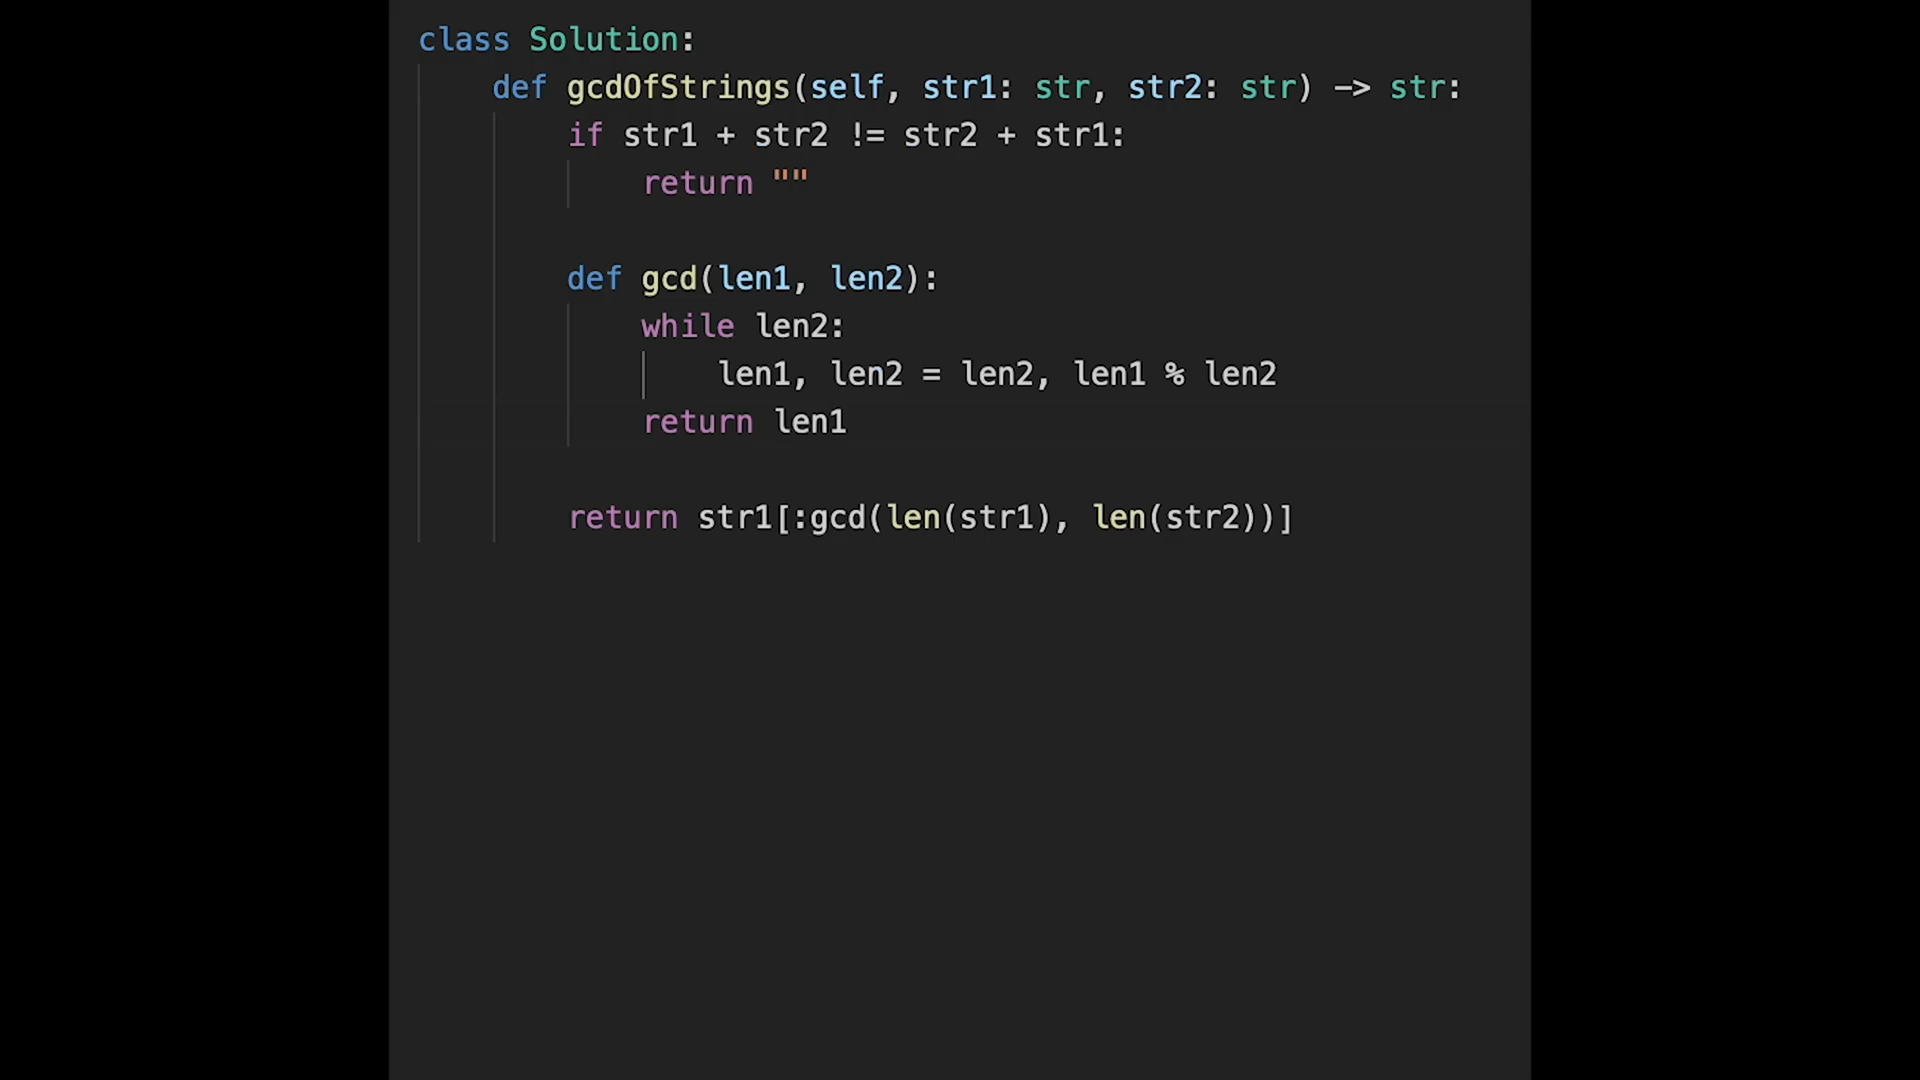 class Solution:
    def gcdOfStrings(self, str1: str, str2: str) -> str:
        if str1 + str2 != str2 + str1:
            return ""

        def gcd(len1, len2):
            while len2:
                len1, len2 = len2, len1 % len2
            return len1

        return str1[:gcd(len(str1), len(str2))]